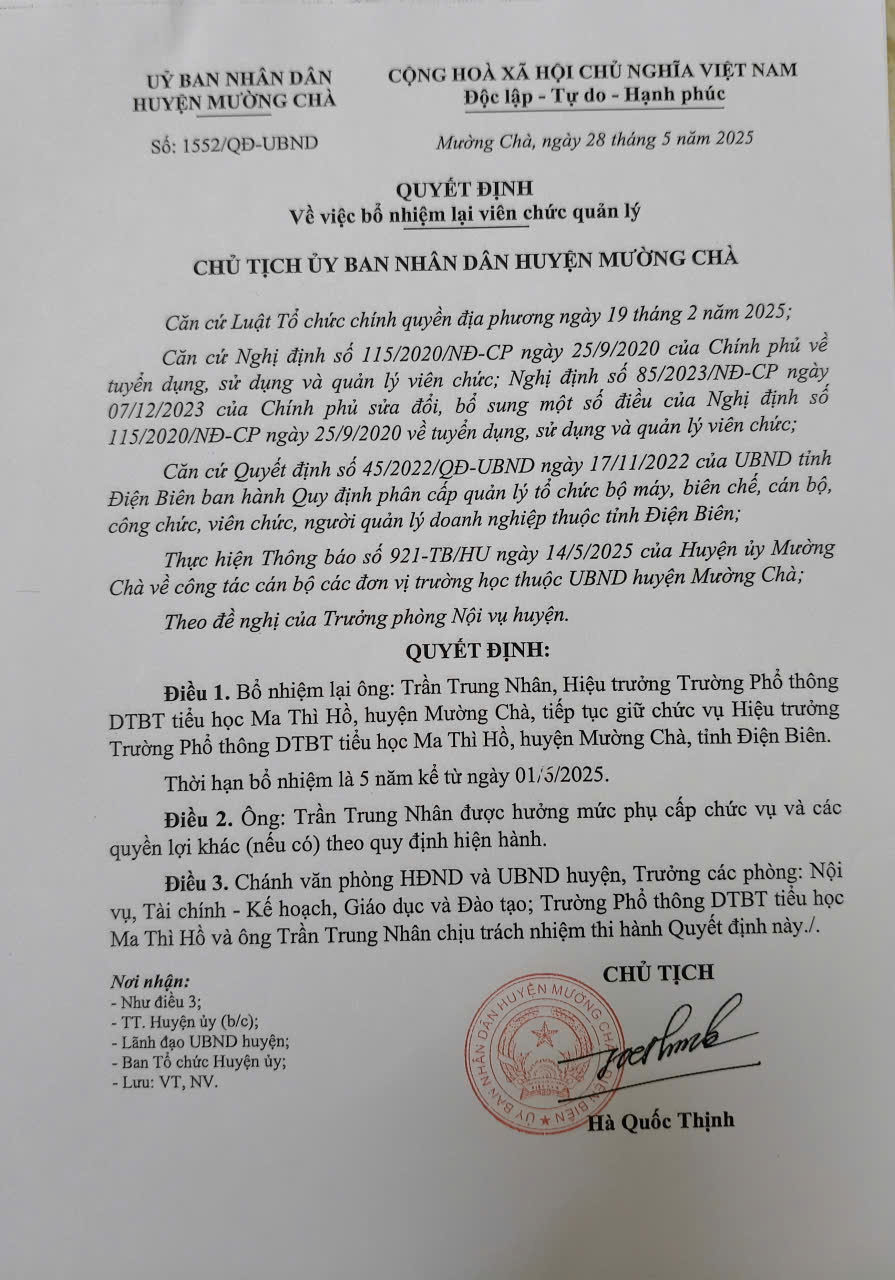 UỶ BAN NHÂN DÂN
HUYỆN MƯỜNG CHÀ
CỘNG HOÀ XÃ HỘI CHỦ NGHĨA VIỆT NAM
Độc lập - Tự do - Hạnh phúc
Số: 1552/QĐ-UBND
Mường Chà, ngày 28 tháng 5 năm 2025
QUYẾT ĐỊNH
Về việc bổ nhiệm lại viên chức quản lý
CHỦ TỊCH ỦY BAN NHÂN DÂN HUYỆN MƯỜNG CHÀ
Căn cứ Luật Tổ chức chính quyền địa phương ngày 19 tháng 2 năm 2025;
Căn cứ Nghị định số 115/2020/NĐ-CP ngày 25/9/2020 của Chính phủ về
tuyển dụng, sử dụng và quản lý viên chức; Nghị định số 85/2023/NĐ-CP ngày
07/12/2023 của Chính phủ sửa đổi, bổ sung một số điều của Nghị định số
115/2020/NĐ-CP ngày 25/9/2020 về tuyển dụng, sử dụng và quản lý viên chức;
Căn cứ Quyết định số 45/2022/QĐ-UBND ngày 17/11/2022 của UBND tỉnh
Điện Biên ban hành Quy định phân cấp quản lý tổ chức bộ máy, biên chế, cán bộ,
công chức, viên chức, người quản lý doanh nghiệp thuộc tỉnh Điện Biên;
Thực hiện Thông báo số 921-TB/HU ngày 14/5/2025 của Huyện ủy Mường
Chà về công tác cán bộ các đơn vị trường học thuộc UBND huyện Mường Chà;
Theo đề nghị của Trưởng phòng Nội vụ huyện.
QUYẾT ĐỊNH:
Điều 1. Bổ nhiệm lại ông: Trần Trung Nhân, Hiệu trưởng Trường Phổ thông
DTBT tiểu học Ma Thì Hồ, huyện Mường Chà, tiếp tục giữ chức vụ Hiệu trưởng
Trường Phổ thông DTBT tiểu học Ma Thì Hồ, huyện Mường Chà, tỉnh Điện Biên.
Thời hạn bổ nhiệm là 5 năm kể từ ngày 01/6/2025.
Điều 2. Ông: Trần Trung Nhân được hưởng mức phụ cấp chức vụ và các
quyền lợi khác (nếu có) theo quy định hiện hành.
Điều 3. Chánh văn phòng HĐND và UBND huyện, Trưởng các phòng: Nội
vụ, Tài chính - Kế hoạch, Giáo dục và Đào tạo; Trường Phổ thông DTBT tiểu học
Ma Thì Hồ và ông Trần Trung Nhân chịu trách nhiệm thi hành Quyết định này./.
Nơi nhận:
- Như điều 3;
- TT. Huyện ủy (b/c);
- Lãnh đạo UBND huyện;
- Ban Tổ chức Huyện ủy;
- Lưu: VT, NV.
CHỦ TỊCH
ỦY BAN NHÂN DÂN HUYỆN MƯỜNG CHÀ ĐIỆN BIÊN
Hà Quốc Thịnh